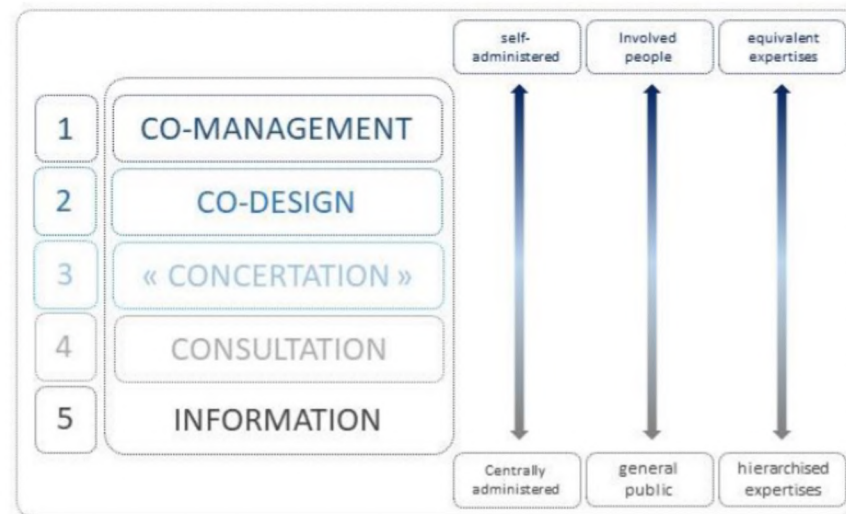 self-
administered
Involved
people
equivalent
expertises
1
CO-MANAGEMENT
2
CO-DESIGN
3
« CONCERTATION »
4
CONSULTATION
5
INFORMATION
Centrally
administered
general
public
hierarchised
expertises